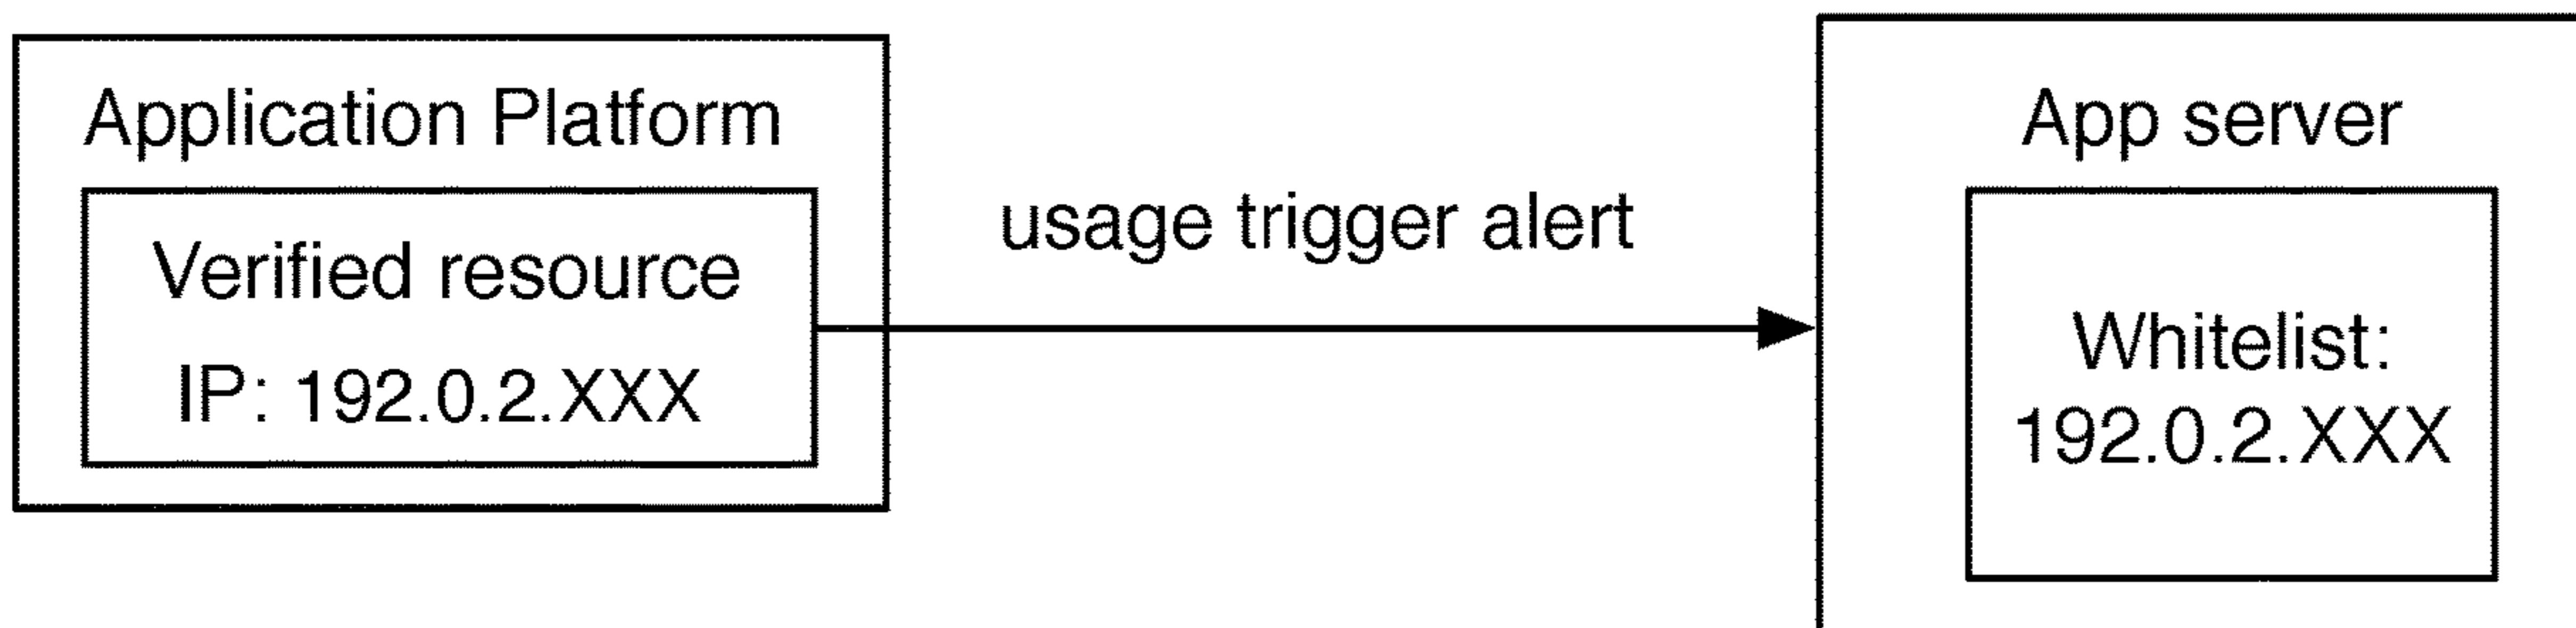 Application Platform
Verified resource
IP: 192.0.2.XXX
usage trigger alert
App server
Whitelist:
192.0.2.XXX